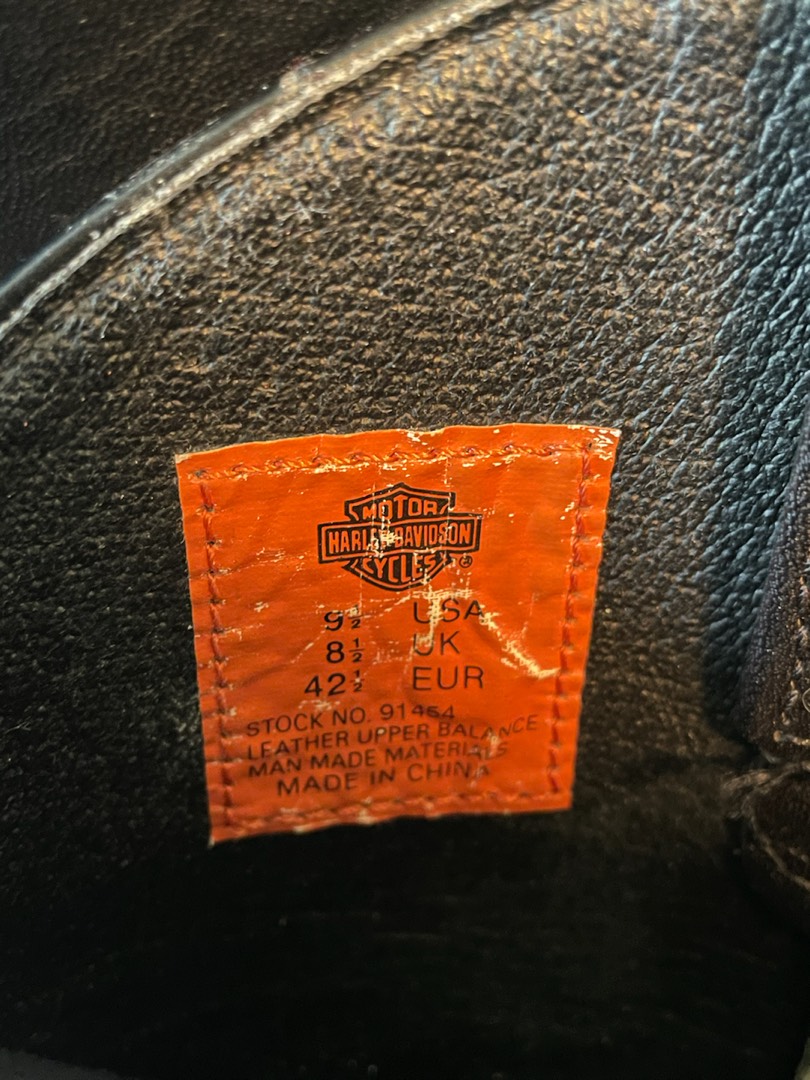 MOTOR
HARLEY-DAVIDSON
CYCLES ®
9½ USA
8½ UK
42½ EUR
STOCK NO. 91464
LEATHER UPPER BALANCE
MAN MADE MATERIALS
MADE IN CHINA